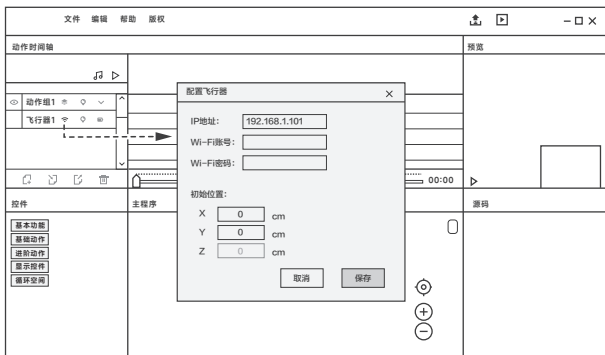 文件 编辑 帮助 版权
动作时间轴
预览
动作组1
飞行器1
00:00
控件
主程序
源码
基本功能
基础动作
进阶动作
显示控件
循环空间
配置飞行器
IP地址: 192.168.1.101
Wi-Fi账号:
Wi-Fi密码:
初始位置:
X 0 cm
Y 0 cm
Z 0 cm
取消 保存